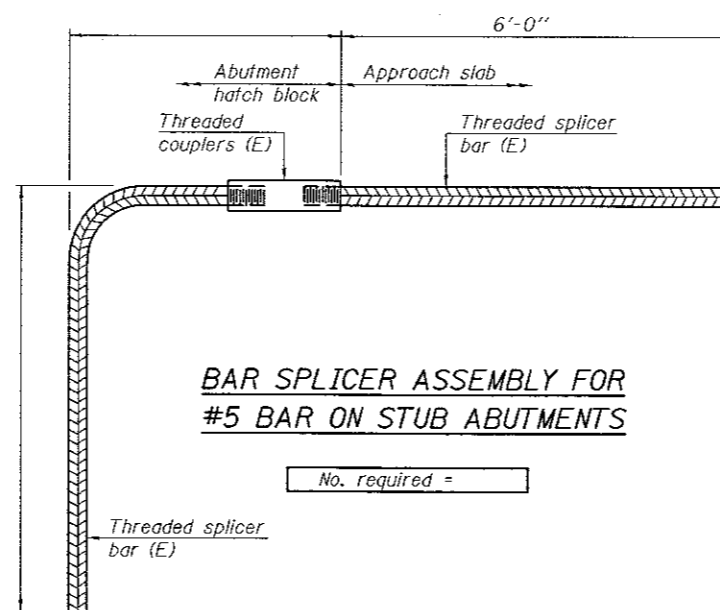 6'-0"
Abutment
hatch block
Approach slab
Threaded
couplers (E)
Threaded splicer
bar (E)
BAR SPLICER ASSEMBLY FOR
#5 BAR ON STUB ABUTMENTS
No. required =
Threaded splicer
bar (E)